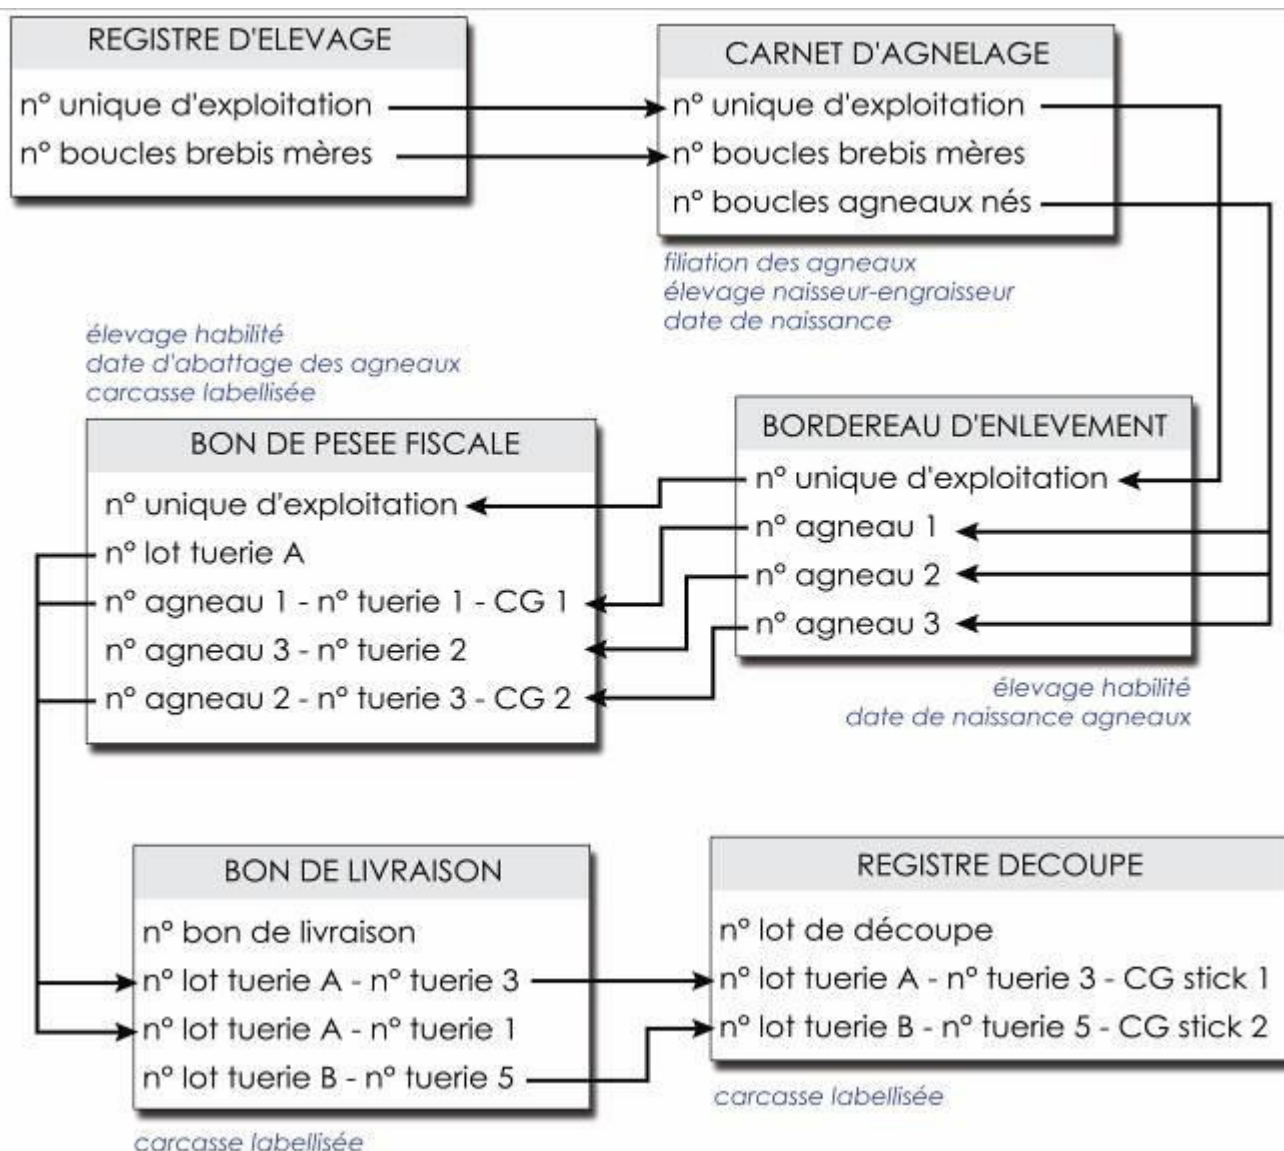 REGISTRE D'ELEVAGE
n° unique d'exploitation
n° boucles brebis mères
CARNET D'AGNELAGE
n° unique d'exploitation
n° boucles brebis mères
n° boucles agneaux nés
filiation des agneaux
élevage naisseur-engraisseur
date de naissance
élevage habilité
date d'abattage des agneaux
carcasse labellisée
BON DE PESEE FISCALE
n° unique d'exploitation
n° lot tuerie A
n° agneau 1 - n° tuerie 1 - CG 1
n° agneau 3 - n° tuerie 2
n° agneau 2 - n° tuerie 3 - CG 2
BORDEREAU D'ENLEVEMENT
n° unique d'exploitation
n° agneau 1
n° agneau 2
n° agneau 3
élevage habilité
date de naissance agneaux
BON DE LIVRAISON
n° bon de livraison
n° lot tuerie A - n° tuerie 3
n° lot tuerie A - n° tuerie 1
n° lot tuerie B - n° tuerie 5
carcasse labellisée
REGISTRE DECOUPE
n° lot de découpe
n° lot tuerie A - n° tuerie 3 - CG stick 1
n° lot tuerie B - n° tuerie 5 - CG stick 2
carcasse labellisée